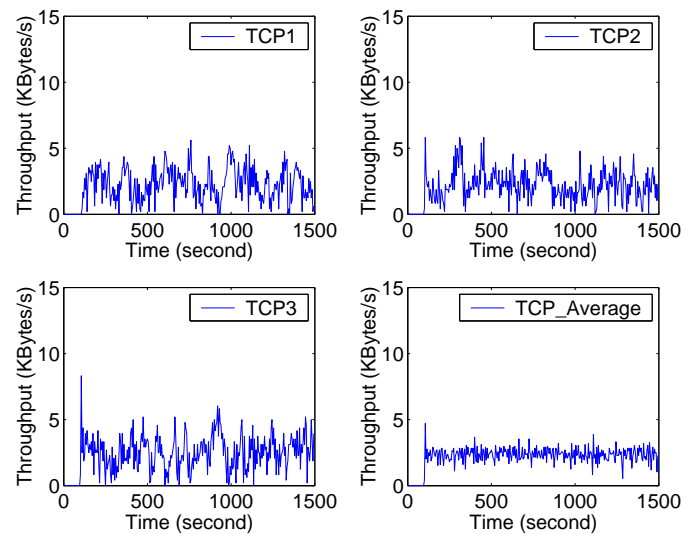 TCP1
Throughput (KBytes/s)
15
10
5
0
0 500 1000 1500
Time (second)
TCP2
Throughput (KBytes/s)
15
10
5
0
0 500 1000 1500
Time (second)
TCP3
Throughput (KBytes/s)
15
10
5
0
0 500 1000 1500
Time (second)
TCP_Average
Throughput (KBytes/s)
15
10
5
0
0 500 1000 1500
Time (second)